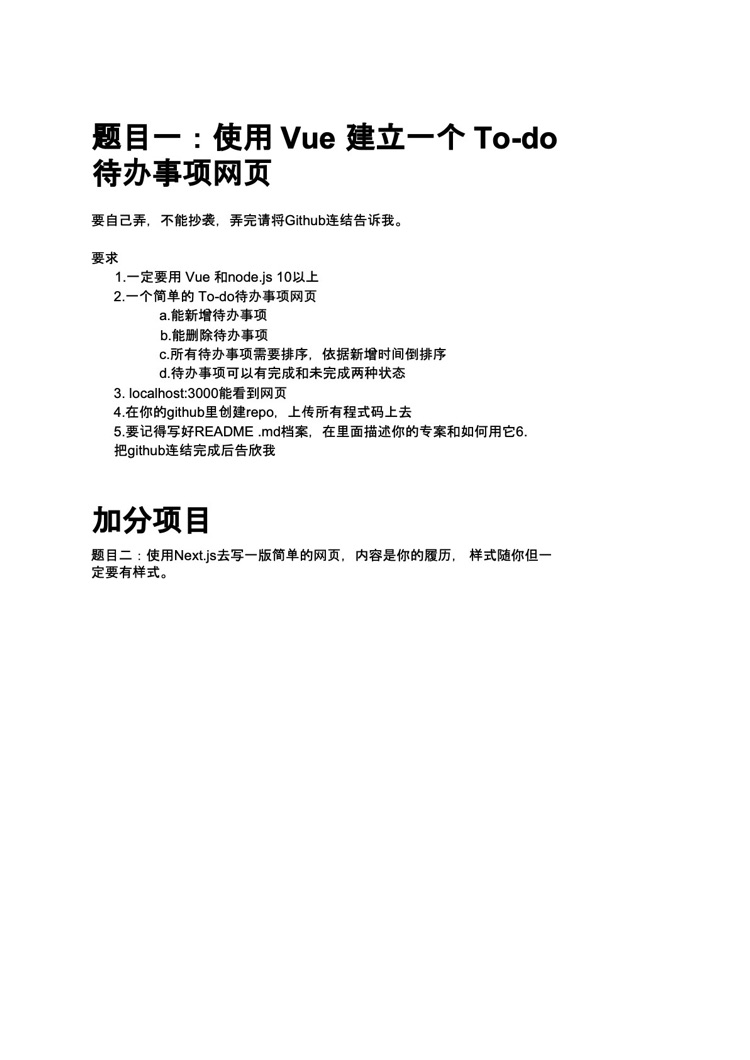 题目一：使用 Vue 建立一个 To-do
待办事项网页
要自己弄，不能抄袭，弄完请将Github连结告诉我。
要求
1.一定要用 Vue 和node.js 10以上
2.一个简单的 To-do待办事项网页
a.能新增待办事项
b.能删除待办事项
c.所有待办事项需要排序，依据新增时间倒排序
d.待办事项可以有完成和未完成两种状态
3. localhost:3000能看到网页
4.在你的github里创建repo，上传所有程式码上去
5.要记得写好README .md档案，在里面描述你的专案和如何用它6.
把github连结完成后告欣我
加分项目
题目二：使用Next.js去写一版简单的网页，内容是你的履历， 样式随你但一
定要有样式。